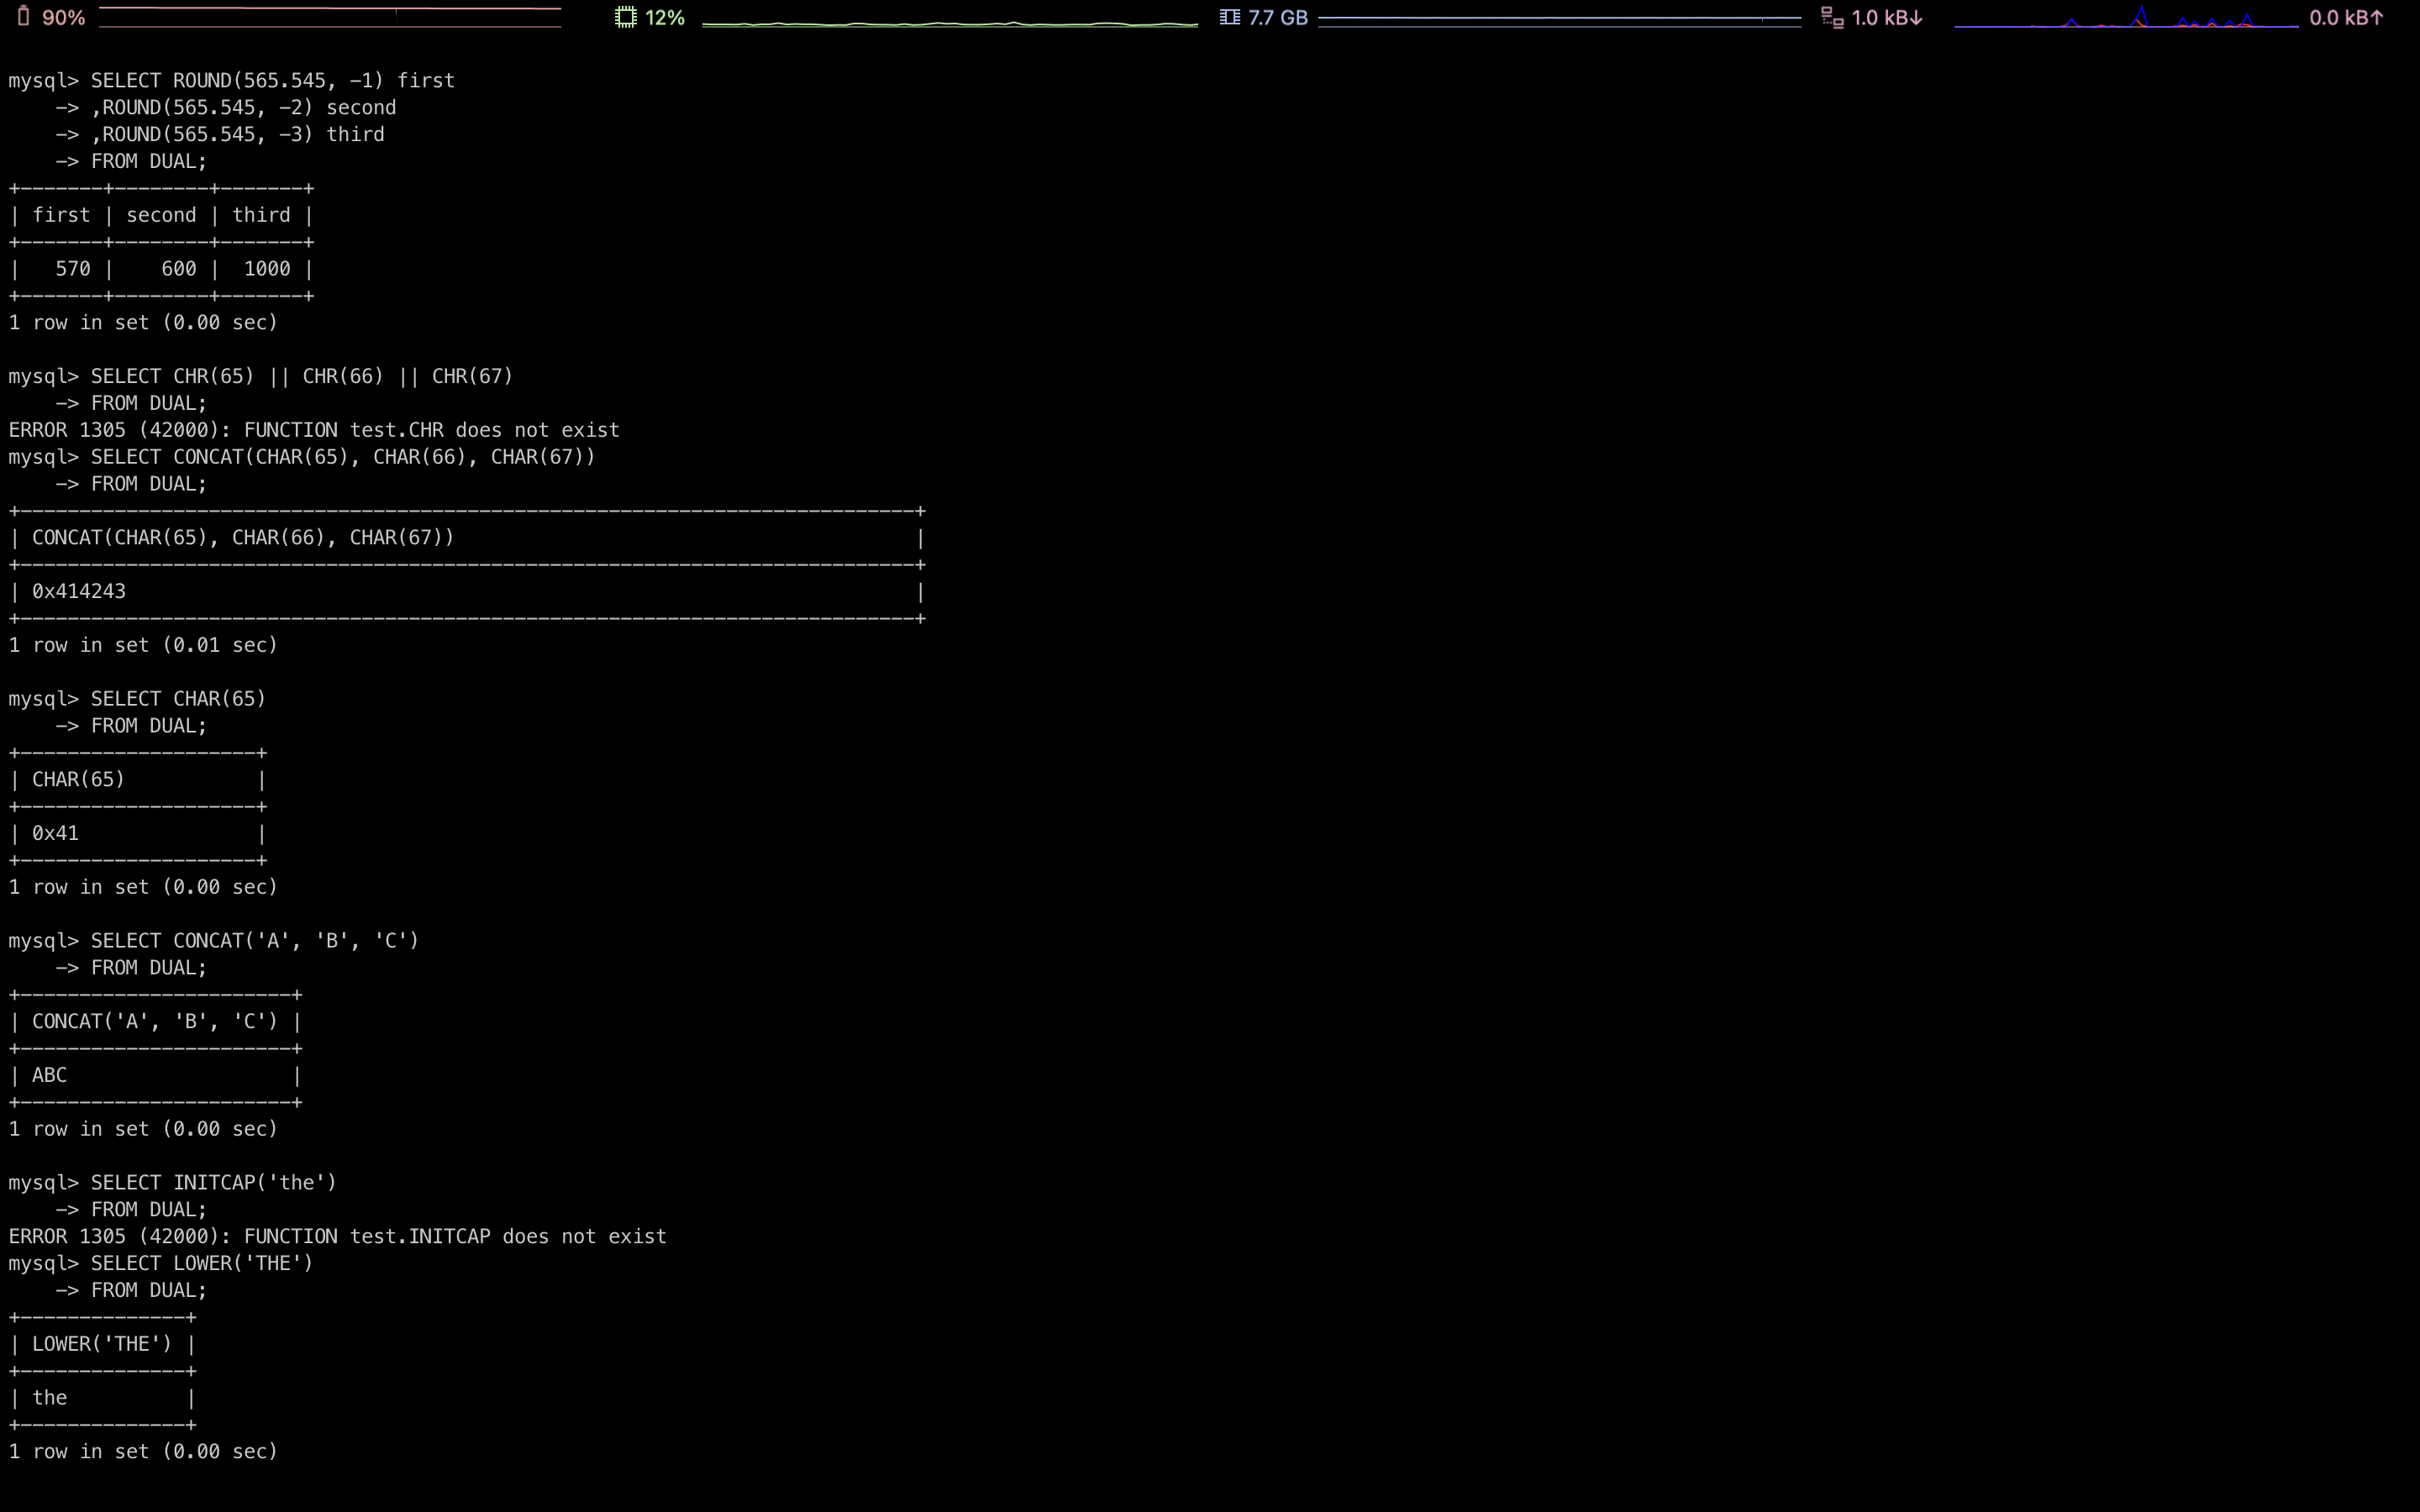 90% 12% 7.7 GB 1.0 kB↓ 0.0 kB↑
mysql> SELECT ROUND(565.545, -1) first
    -> ,ROUND(565.545, -2) second
    -> ,ROUND(565.545, -3) third
    -> FROM DUAL;
+-------+--------+-------+
| first | second | third |
+-------+--------+-------+
|   570 |    600 |  1000 |
+-------+--------+-------+
1 row in set (0.00 sec)
mysql> SELECT CHR(65) || CHR(66) || CHR(67)
    -> FROM DUAL;
ERROR 1305 (42000): FUNCTION test.CHR does not exist
mysql> SELECT CONCAT(CHAR(65), CHAR(66), CHAR(67))
    -> FROM DUAL;
+----------------------------------------------------------------------------+
| CONCAT(CHAR(65), CHAR(66), CHAR(67))                                       |
+----------------------------------------------------------------------------+
| 0x414243                                                                   |
+----------------------------------------------------------------------------+
1 row in set (0.01 sec)
mysql> SELECT CHAR(65)
    -> FROM DUAL;
+--------------------+
| CHAR(65)           |
+--------------------+
| 0x41               |
+--------------------+
1 row in set (0.00 sec)
mysql> SELECT CONCAT('A', 'B', 'C')
    -> FROM DUAL;
+-----------------------+
| CONCAT('A', 'B', 'C') |
+-----------------------+
| ABC                   |
+-----------------------+
1 row in set (0.00 sec)
mysql> SELECT INITCAP('the')
    -> FROM DUAL;
ERROR 1305 (42000): FUNCTION test.INITCAP does not exist
mysql> SELECT LOWER('THE')
    -> FROM DUAL;
+--------------+
| LOWER('THE') |
+--------------+
| the          |
+--------------+
1 row in set (0.00 sec)